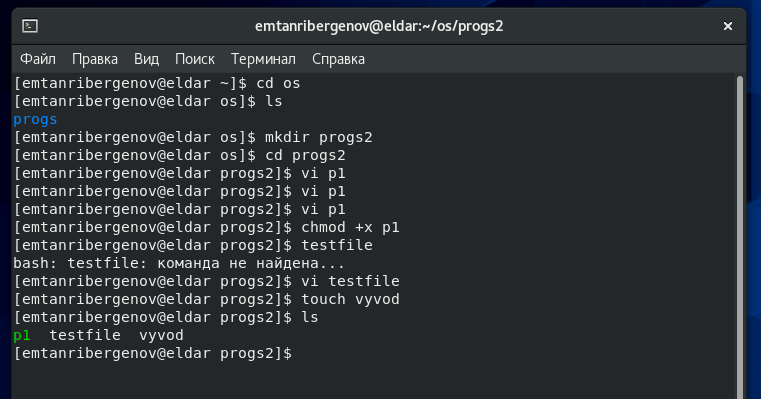 emtanribergenov@eldar:~/os/progs2
Файл Правка Вид Поиск Терминал Справка
[emtanribergenov@eldar ~]$ cd os
[emtanribergenov@eldar os]$ ls
progs
[emtanribergenov@eldar os]$ mkdir progs2
[emtanribergenov@eldar os]$ cd progs2
[emtanribergenov@eldar progs2]$ vi p1
[emtanribergenov@eldar progs2]$ vi p1
[emtanribergenov@eldar progs2]$ vi p1
[emtanribergenov@eldar progs2]$ chmod +x p1
[emtanribergenov@eldar progs2]$ testfile
bash: testfile: команда не найдена...
[emtanribergenov@eldar progs2]$ vi testfile
[emtanribergenov@eldar progs2]$ touch vyvod
[emtanribergenov@eldar progs2]$ ls
p1  testfile  vyvod
[emtanribergenov@eldar progs2]$